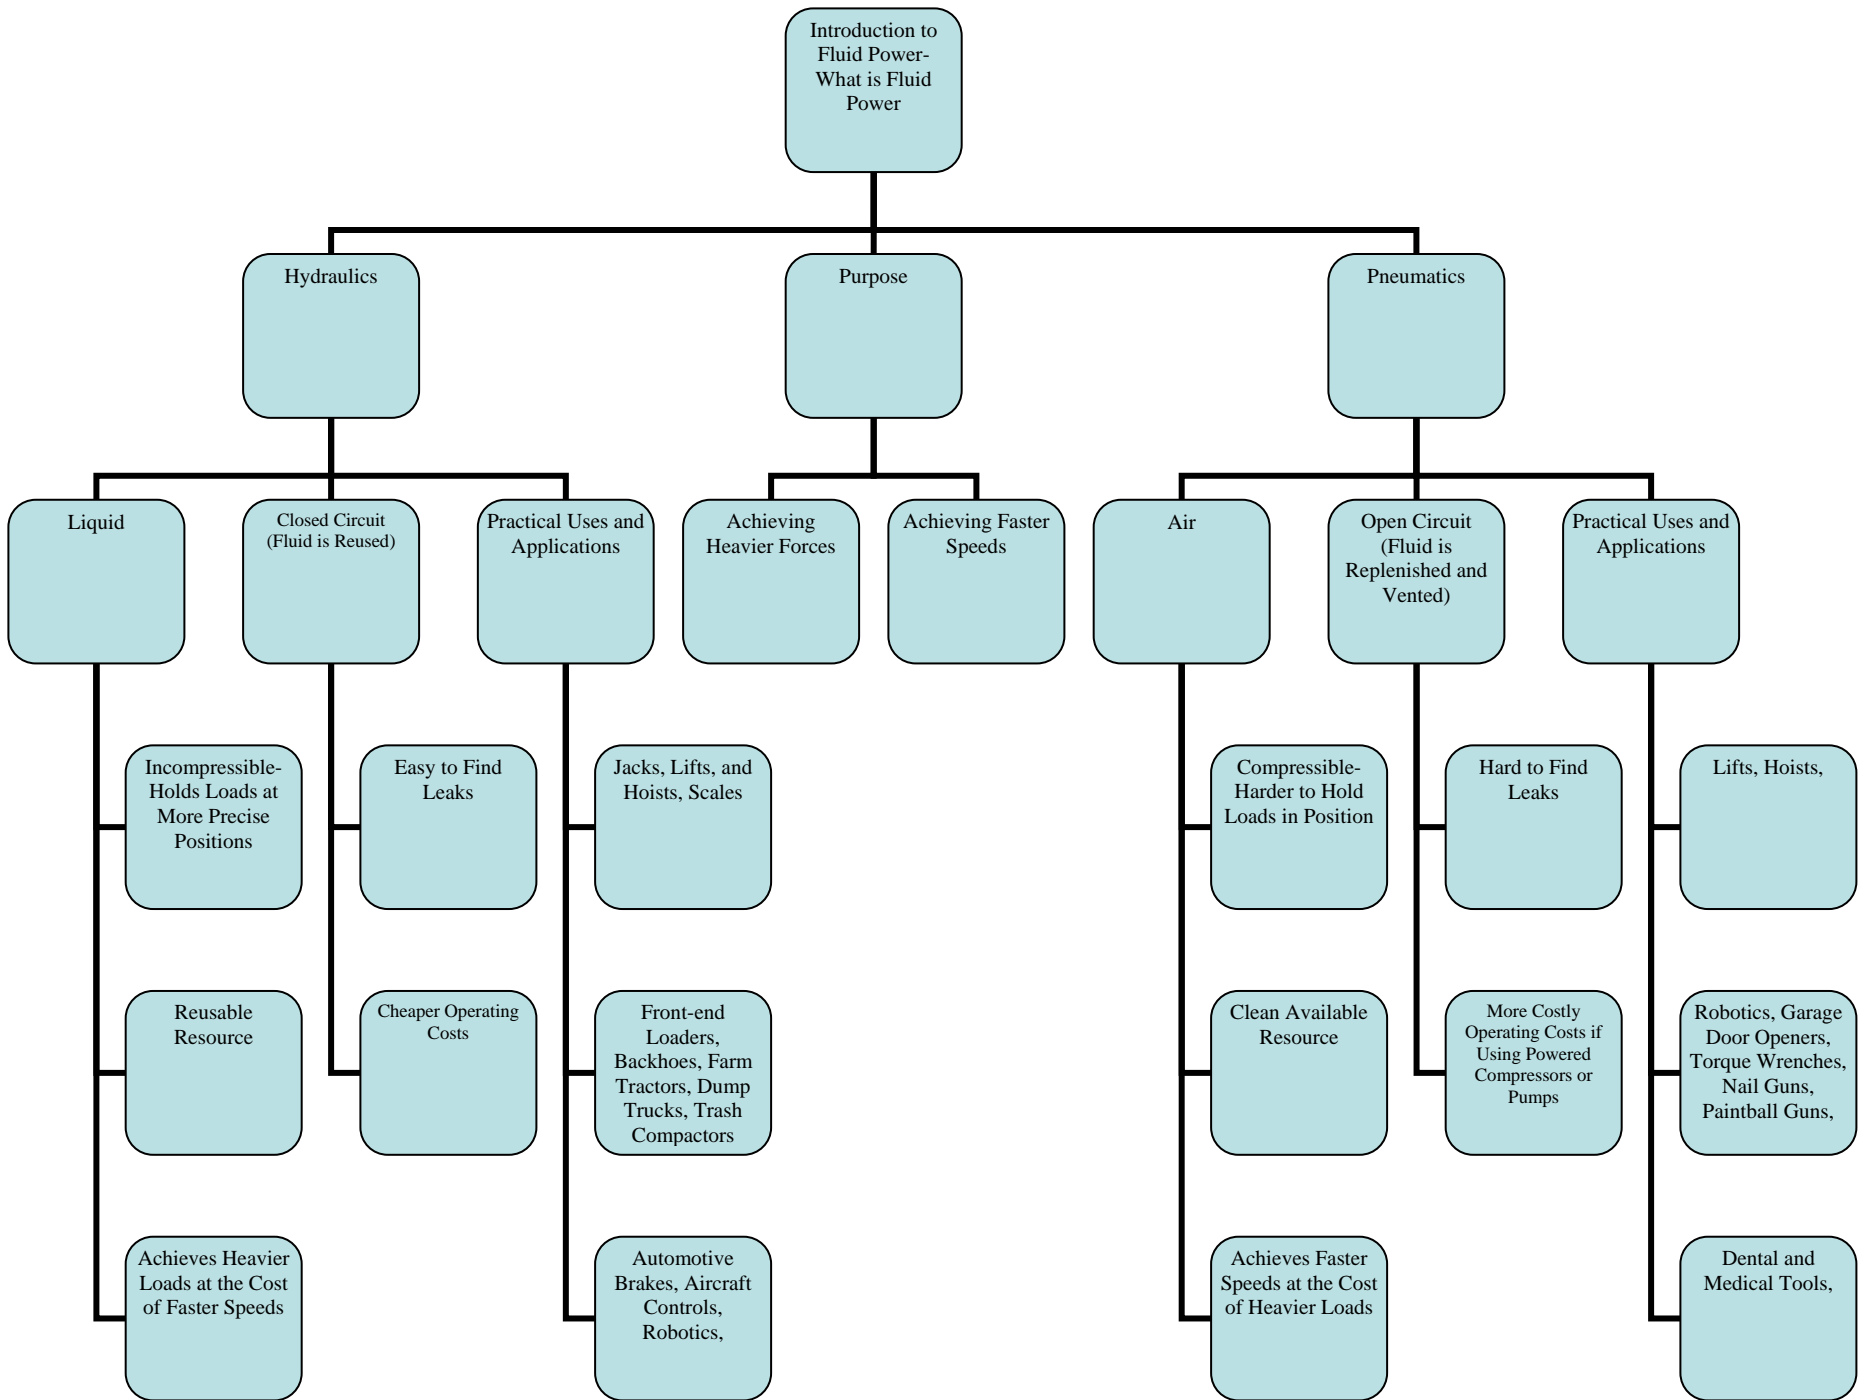 Introduction to
Fluid Power-
What is Fluid
Power
Hydraulics
Purpose
Pneumatics
Liquid
Closed Circuit
(Fluid is Reused)
Practical Uses and
Applications
Achieving
Heavier Forces
Achieving Faster
Speeds
Air
Open Circuit
(Fluid is
Replenished and
Vented)
Practical Uses and
Applications
Incompressible-
Holds Loads at
More Precise
Positions
Easy to Find
Leaks
Jacks, Lifts, and
Hoists, Scales
Compressible-
Harder to Hold
Loads in Position
Hard to Find
Leaks
Lifts, Hoists,
Reusable
Resource
Cheaper Operating
Costs
Front-end
Loaders,
Backhoes, Farm
Tractors, Dump
Trucks, Trash
Compactors
Clean Available
Resource
More Costly
Operating Costs if
Using Powered
Compressors or
Pumps
Robotics, Garage
Door Openers,
Torque Wrenches,
Nail Guns,
Paintball Guns,
Achieves Heavier
Loads at the Cost
of Faster Speeds
Automotive
Brakes, Aircraft
Controls,
Robotics,
Achieves Faster
Speeds at the Cost
of Heavier Loads
Dental and
Medical Tools,